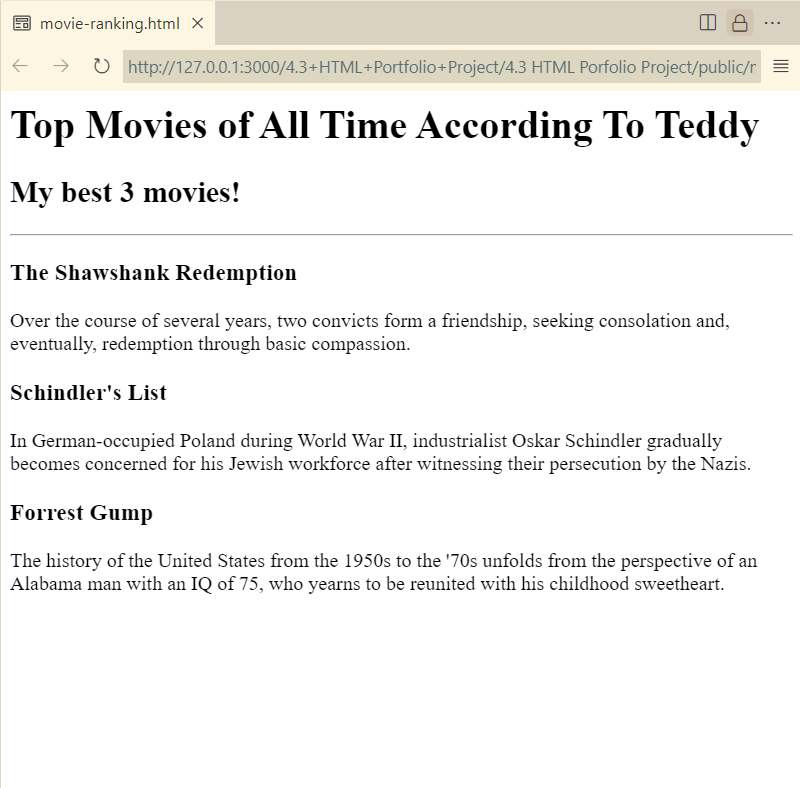 movie-ranking.html
http://127.0.0.1:3000/4.3+HTML+Portfolio+Project/4.3 HTML Porfolio Project/public/
Top Movies of All Time According To Teddy
My best 3 movies!
The Shawshank Redemption
Over the course of several years, two convicts form a friendship, seeking consolation and,
eventually, redemption through basic compassion.
Schindler's List
In German-occupied Poland during World War II, industrialist Oskar Schindler gradually
becomes concerned for his Jewish workforce after witnessing their persecution by the Nazis.
Forrest Gump
The history of the United States from the 1950s to the '70s unfolds from the perspective of an
Alabama man with an IQ of 75, who yearns to be reunited with his childhood sweetheart.